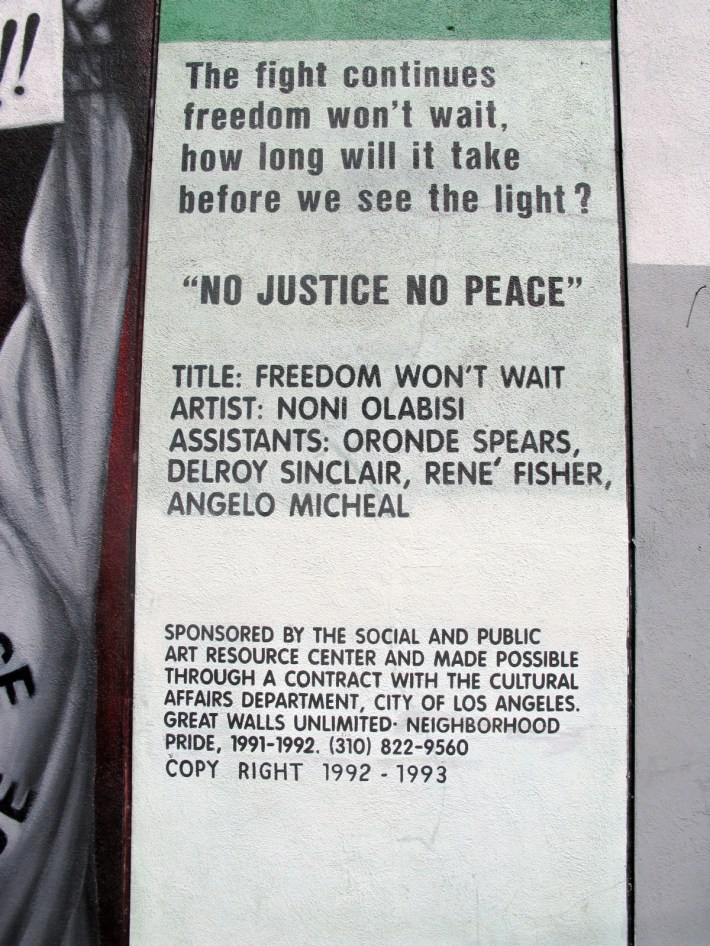 !!
The fight continues
freedom won't wait,
how long will it take
before we see the light?
"NO JUSTICE NO PEACE"
TITLE: FREEDOM WON'T WAIT
ARTIST: NONI OLABISI
ASSISTANTS: ORONDE SPEARS,
DELROY SINCLAIR, RENE´ FISHER,
ANGELO MICHEAL
SPONSORED BY THE SOCIAL AND PUBLIC
ART RESOURCE CENTER AND MADE POSSIBLE
THROUGH A CONTRACT WITH THE CULTURAL
AFFAIRS DEPARTMENT, CITY OF LOS ANGELES.
GREAT WALLS UNLIMITED· NEIGHBORHOOD
PRIDE, 1991-1992. (310) 822-9560
COPY RIGHT 1992 - 1993